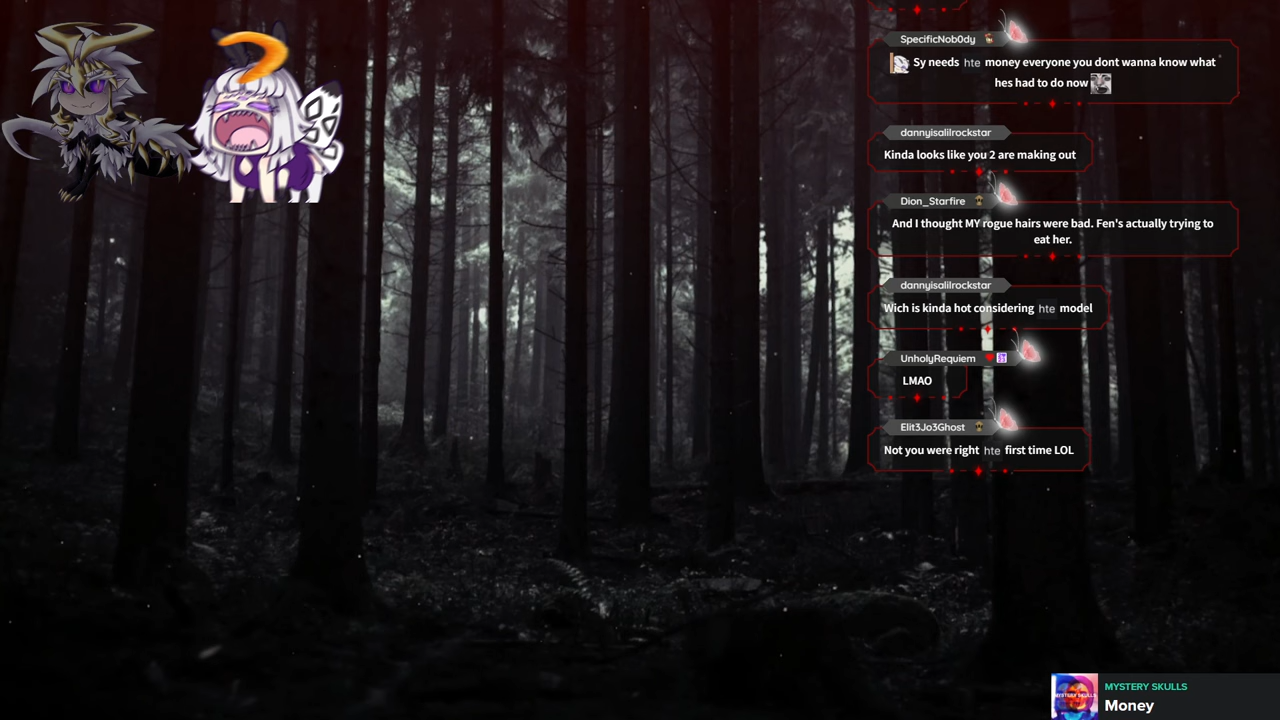 SpecificNob0dy
Sy needs hte money everyone you dont wanna know what
hes had to do now
dannyisalilrockstar
Kinda looks like you 2 are making out
Dion_Starfire
And I thought MY rogue hairs were bad. Fen's actually trying to
eat her.
dannyisalilrockstar
Wich is kinda hot considering hte model
UnholyRequiem
LMAO
Elit3Jo3Ghost
Not you were right hte first time LOL
MYSTERY SKULLS
MYSTERY SKULLS
Money